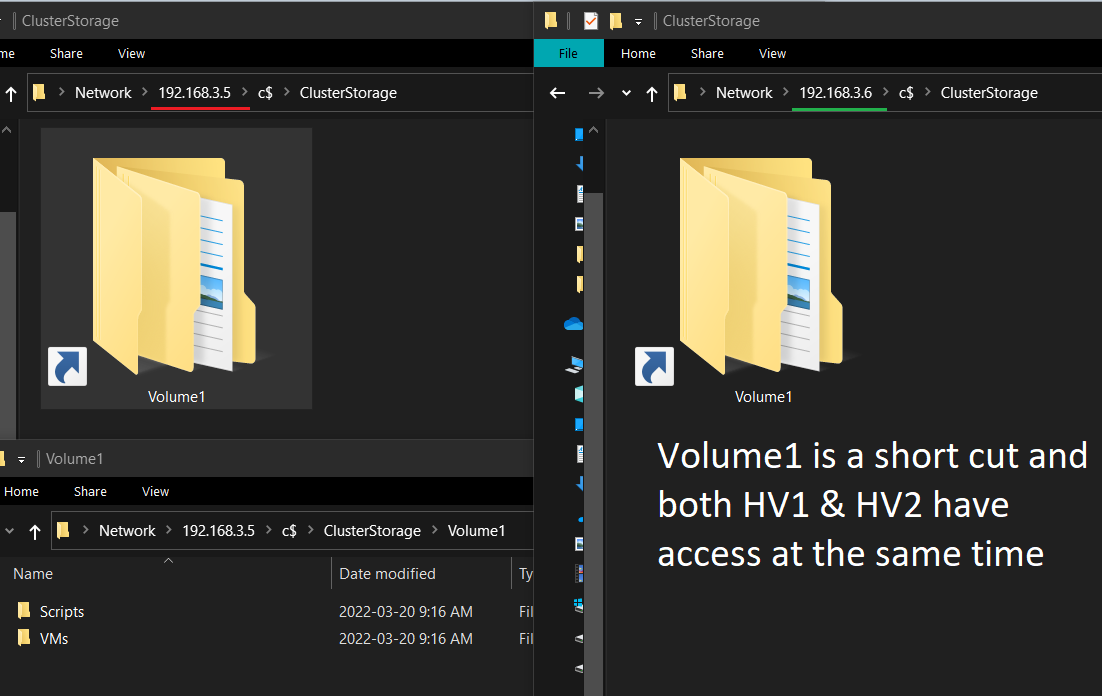 ClusterStorage
me Share View
Network 192.168.3.5 c$ ClusterStorage
Volume1
Volume1
Home Share View
Network 192.168.3.5 c$ ClusterStorage Volume1
Name Date modified Ty
Scripts 2022-03-20 9:16 AM Fil
VMs 2022-03-20 9:16 AM Fil
ClusterStorage
File Home Share View
Network 192.168.3.6 c$ ClusterStorage
Volume1
Volume1 is a short cut and
both HV1 & HV2 have
access at the same time